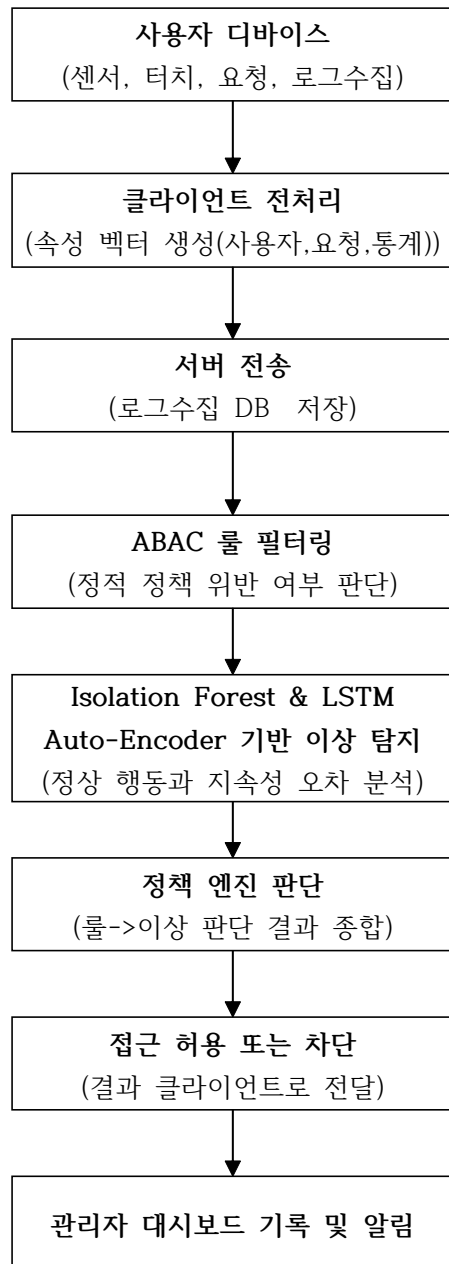 사용자 디바이스
(센서, 터치, 요청, 로그수집)
클라이언트 전처리
(속성 벡터 생성(사용자,요청,통계))
서버 전송
(로그수집 DB 저장)
ABAC 룰 필터링
(정적 정책 위반 여부 판단)
Isolation Forest & LSTM
Auto-Encoder 기반 이상 탐지
(정상 행동과 지속성 오차 분석)
정책 엔진 판단
(룰->이상 판단 결과 종합)
접근 허용 또는 차단
(결과 클라이언트로 전달)
관리자 대시보드 기록 및 알림